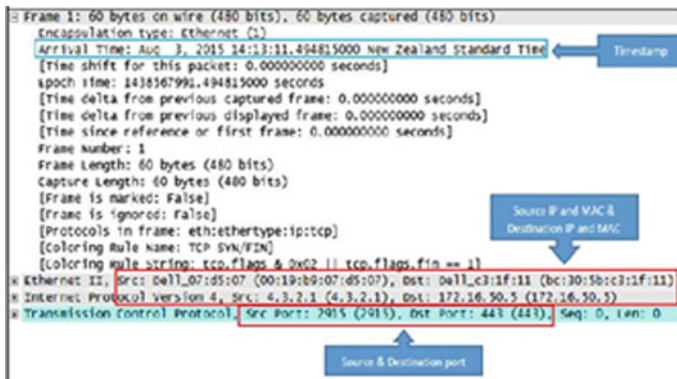 Frame 1: 60 bytes on wire (480 bits), 60 bytes captured (480 bits)
Encapsulation type: Ethernet (1)
Arrival Time: Aug 3, 2015 14:13:11.494815000 New Zealand Standard Time
Timestamp
[Time shift for this packet: 0.000000000 seconds]
Epoch Time: 1438567991.494815000 seconds
[Time delta from previous captured frame: 0.000000000 seconds]
[Time delta from previous displayed frame: 0.000000000 seconds]
[Time since reference or first frame: 0.000000000 seconds]
Frame Number: 1
Frame Length: 60 bytes (480 bits)
Capture Length: 60 bytes (480 bits)
[Frame is marked: False]
[Frame is ignored: False]
[Protocols in frame: eth:ethertype:ip:tcp]
[Coloring Rule Name: TCP SYN/FIN]
[Coloring Rule String: tcp.flags & 0x02 || tcp.flags.fin == 1]
Source IP and MAC &
Destination IP and MAC
Ethernet II, Src: Dell_07:d5:07 (00:19:b9:07:d5:07), Dst: Dell_c3:1f:11 (bc:30:5b:c3:1f:11)
Internet Protocol Version 4, Src: 4.3.2.1 (4.3.2.1), Dst: 172.16.50.5 (172.16.50.5)
Transmission Control Protocol, Src Port: 2915 (2915), Dst Port: 443 (443), Seq: 0, Len: 0
Source & Destination port